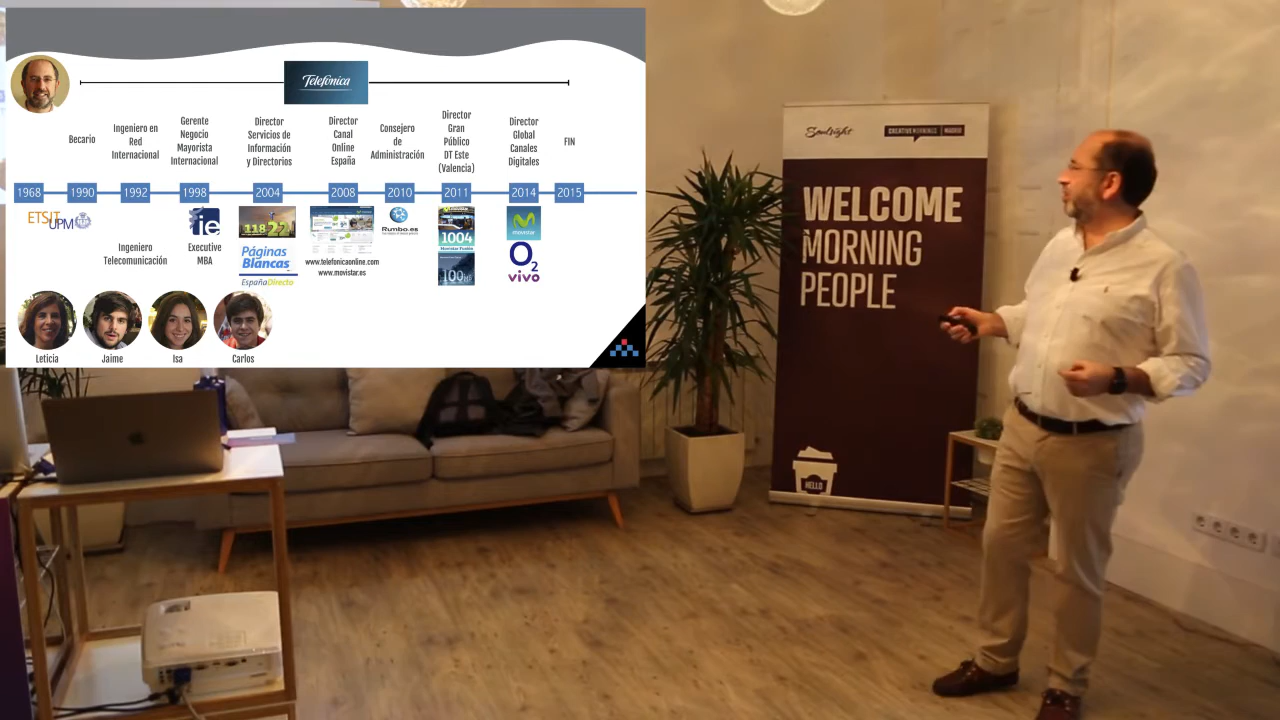 Telefónica
Becario
Ingeniero en
Red
Internacional
Gerente
Negocio
Mayorista
Internacional
Director
Servicios de
Información
y Directorios
Director
Canal
Online
España
Consejero
de
Administración
Director
Gran
Público
DT Este
(Valencia)
Director
Global
Canales
Digitales
FIN
1968
1990
1992
1998
2004
2008
2010
2011
2014
2015
ETSIT
UPM
Ingeniero
Telecomunicación
ie
Executive
MBA
11822
Páginas
Blancas
EspañaDirecto
www.telefonicaonline.com
www.movistar.es
Rumbo.es
1004
Movistar Fusión
100
movistar
O2
vivo
Leticia
Jaime
Isa
Carlos
CREATIVE MORNINGS MADRID
WELCOME
MORNING
PEOPLE
HELLO